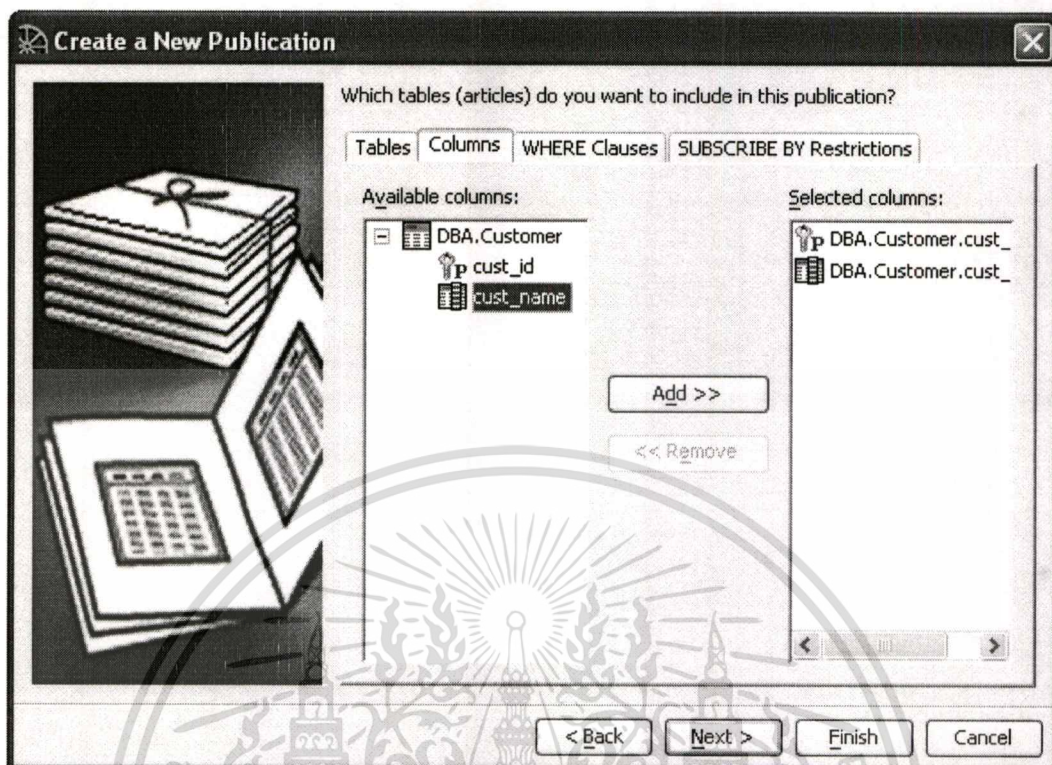 Create a New Publication
Which tables (articles) do you want to include in this publication?
Tables Columns WHERE Clauses SUBSCRIBE BY Restrictions
Available columns:
DBA.Customer
cust_id
cust_name
Add >>
<< Remove
Selected columns:
DBA.Customer.cust_
DBA.Customer.cust_
< Back Next > Finish Cancel